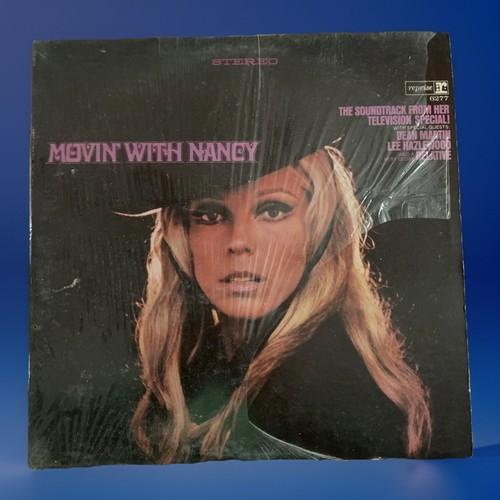 STEREO
reprise
6277
THE SOUNDTRACK FROM HER
TELEVISION SPECIAL!
WITH SPECIAL GUESTS:
DEAN MARTIN
LEE HAZLEWOOD
RELATIVE
MOVIN' WITH NANCY